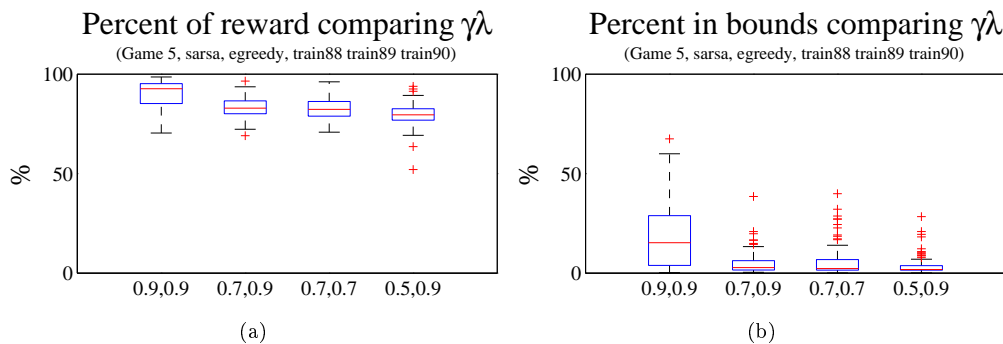 Percent of reward comparing γλ
(Game 5, sarsa, egreedy, train88 train89 train90)
100
50
0
%
0.9,0.9 0.7,0.9 0.7,0.7 0.5,0.9
(a)
Percent in bounds comparing γλ
(Game 5, sarsa, egreedy, train88 train89 train90)
100
50
0
%
0.9,0.9 0.7,0.9 0.7,0.7 0.5,0.9
(b)